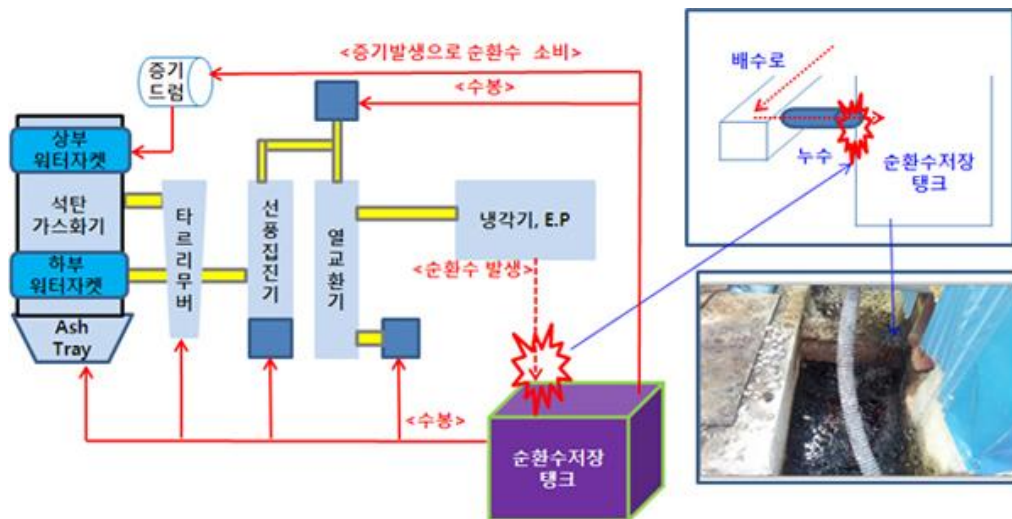 <증기발생으로 순환수 소비>
<수봉>
증기
드럼
상부
워터자켓
석탄
가스화기
하부
워터자켓
Ash
Tray
타르리무버
선풍집진기
열교환기
냉각기, E.P
<순환수 발생>
<수봉>
순환수저장
탱크
배수로
누수
순환수저장
탱크